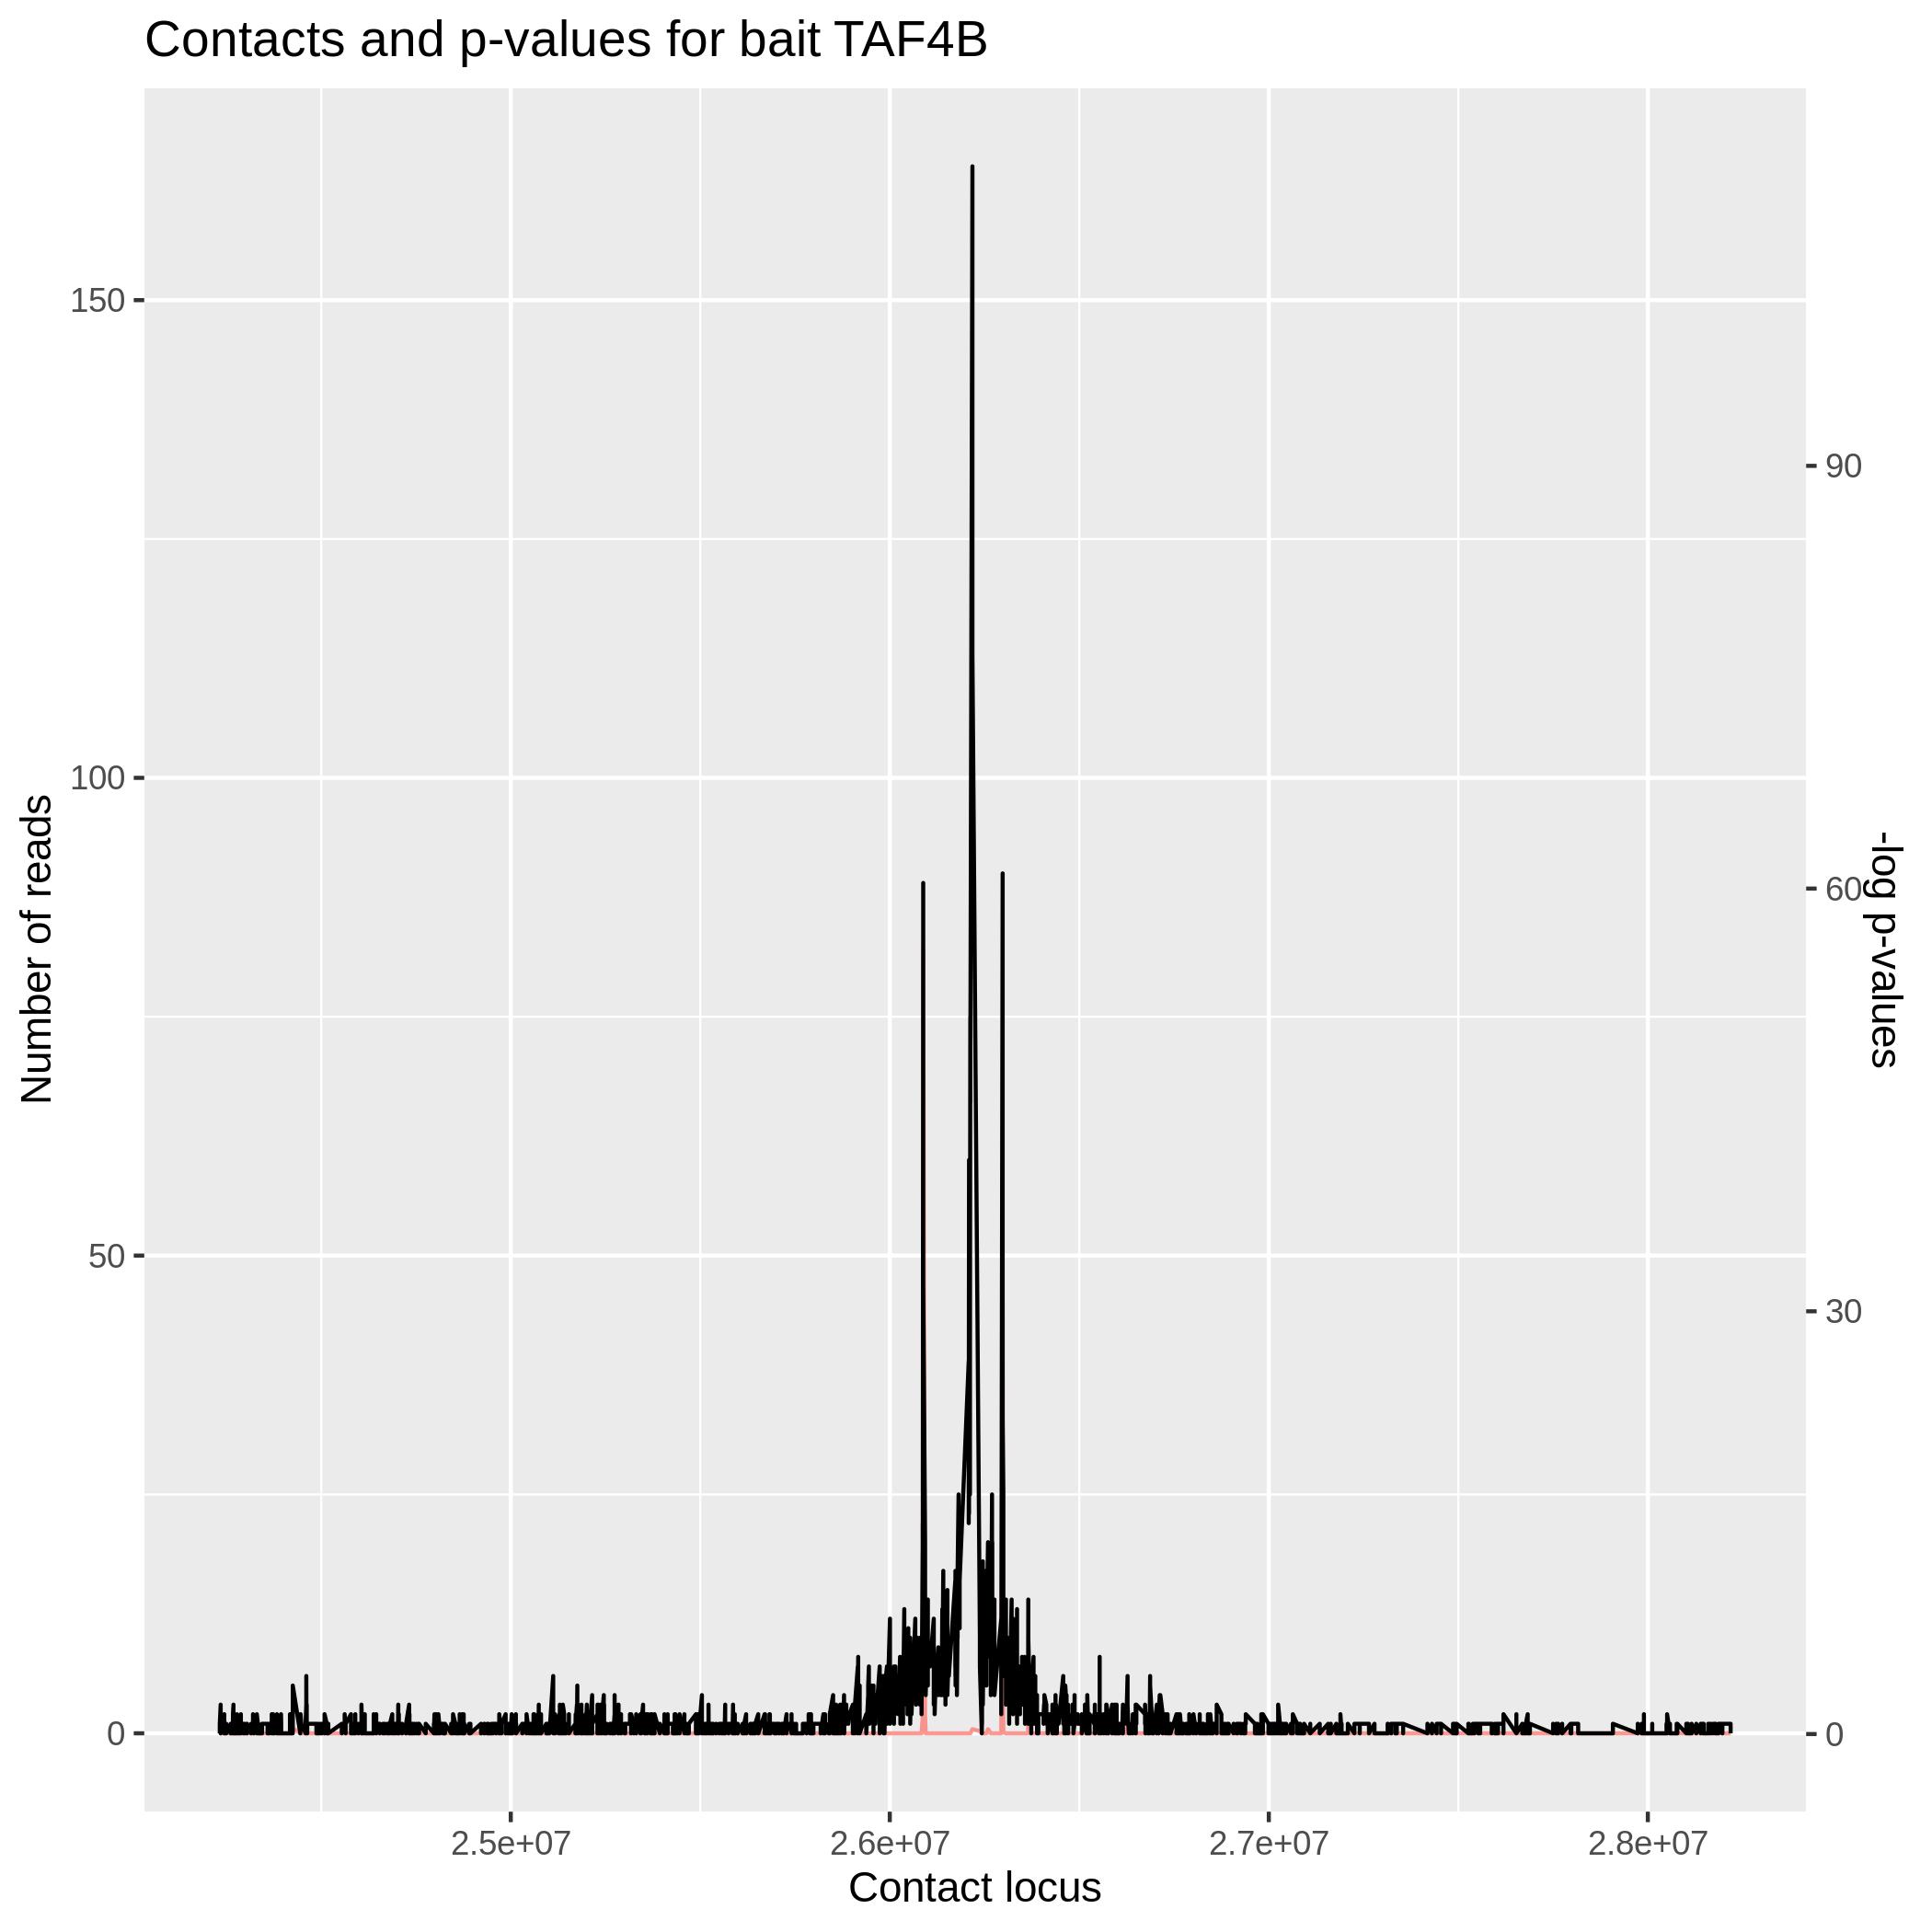 Contacts and p-values for bait TAF4B
Number of reads
150
100
50
0
90
60
30
0
-log p-values
2.5e+07
2.6e+07
2.7e+07
2.8e+07
Contact locus